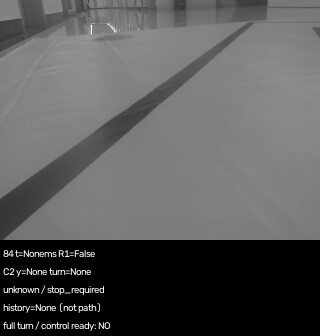 84 t=Nonems R1=False
C2 y=None turn=None
unknown / stop_required
history=None (not path)
full turn / control ready: NO